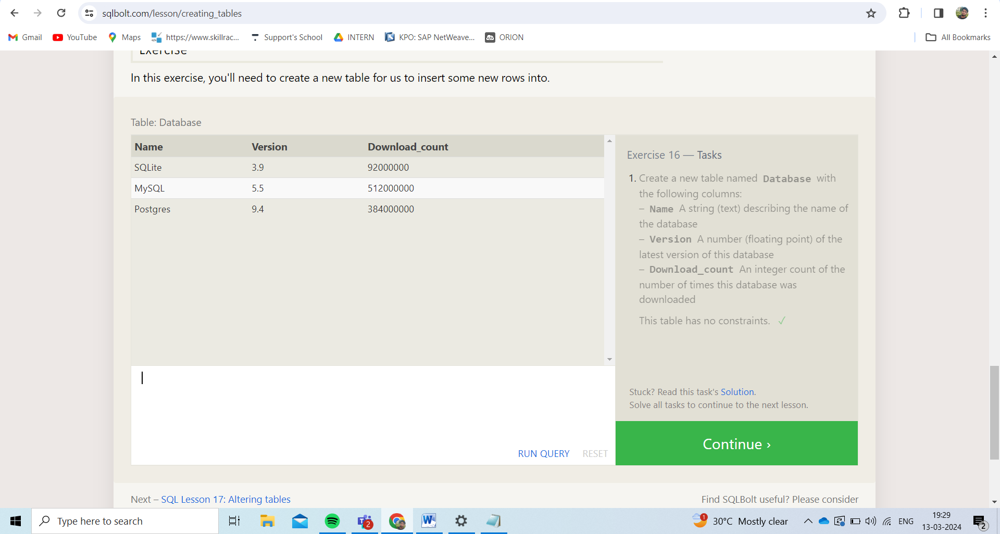 sqlbolt.com/lesson/creating_tables
Gmail YouTube Maps https://www.skillrac... Support's School INTERN KPO: SAP NetWeave... ORION All Bookmarks
Exercise
In this exercise, you'll need to create a new table for us to insert some new rows into.
Table: Database
Name Version Download_count
SQLite 3.9 92000000
MySQL 5.5 512000000
Postgres 9.4 384000000
Exercise 16 — Tasks
1. Create a new table named Database with
the following columns:
– Name A string (text) describing the name of
the database
– Version A number (floating point) of the
latest version of this database
– Download_count An integer count of the
number of times this database was
downloaded
This table has no constraints. ✓
Stuck? Read this task's Solution.
Solve all tasks to continue to the next lesson.
RUN QUERY RESET
Continue ›
Next – SQL Lesson 17: Altering tables
Find SQLBolt useful? Please consider
Type here to search
2
1
30°C Mostly clear
ENG
19:29
13-03-2024
2